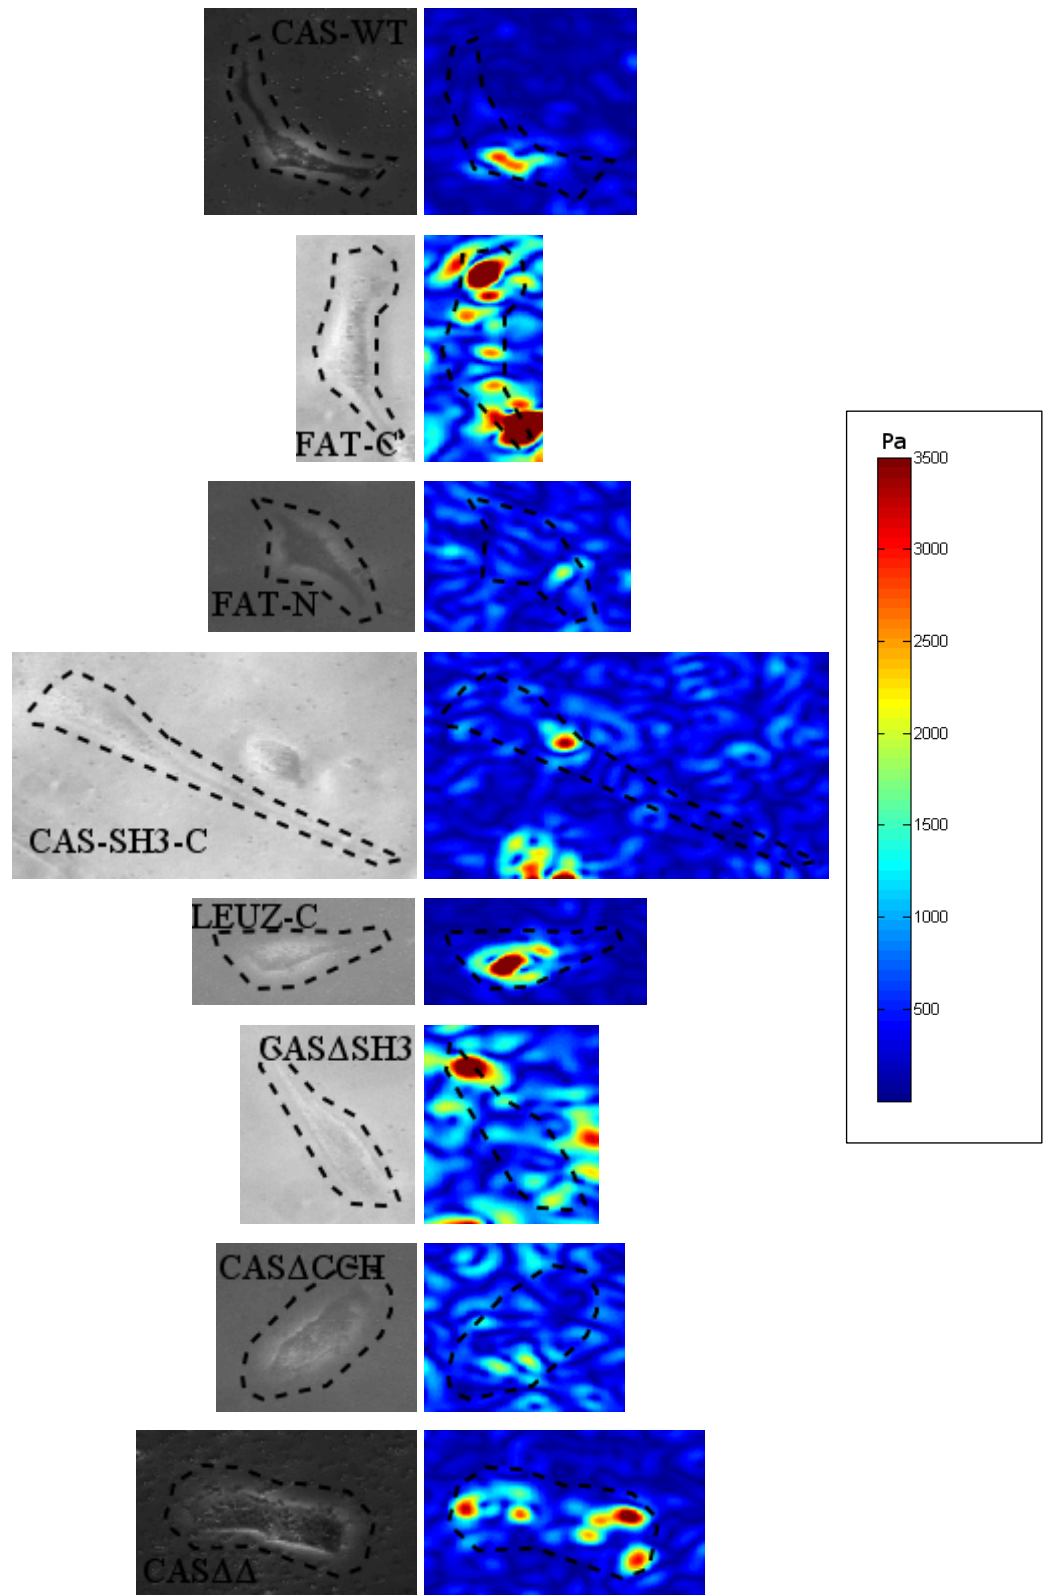 CAS-WT
FAT-C
Pa
3500
3000
2500
2000
1500
1000
500
FAT-N
CAS-SH3-C
LEUZ-C
CASΔSH3
CASΔCCH
CASΔΔ